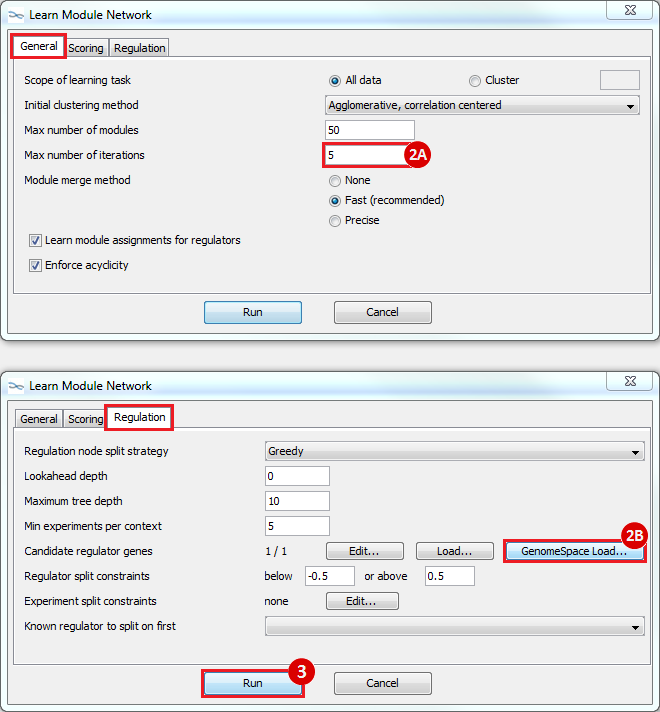 Learn Module Network
General Scoring Regulation
Scope of learning task All data Cluster
Initial clustering method Agglomerative, correlation centered
Max number of modules 50
Max number of iterations 5 2A
Module merge method None
Fast (recommended)
Precise
Learn module assignments for regulators
Enforce acyclicity
Run Cancel
Learn Module Network
General Scoring Regulation
Regulation node split strategy Greedy
Lookahead depth 0
Maximum tree depth 10
Min experiments per context 5
2B
Candidate regulator genes 1 / 1 Edit... Load... GenomeSpace Load...
Regulator split constraints below -0.5 or above 0.5
Experiment split constraints none Edit...
Known regulator to split on first
3
Run Cancel